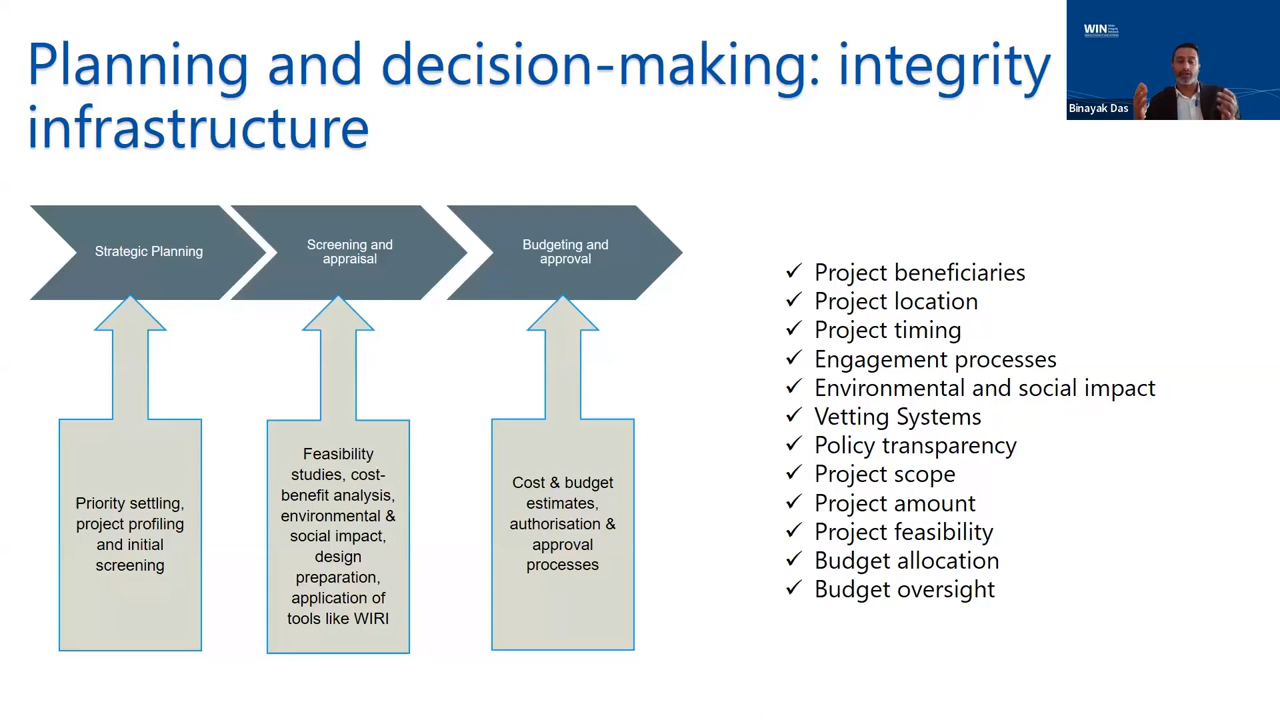 Planning and decision-making: integrity
infrastructure
WIN
Binayak Das
Strategic Planning
Screening and
appraisal
Budgeting and
approval
Priority settling,
project profiling
and initial
screening
Feasibility
studies, cost-
benefit analysis,
environmental &
social impact,
design
preparation,
application of
tools like WIRI
Cost & budget
estimates,
authorisation &
approval
processes
✓ Project beneficiaries
✓ Project location
✓ Project timing
✓ Engagement processes
✓ Environmental and social impact
✓ Vetting Systems
✓ Policy transparency
✓ Project scope
✓ Project amount
✓ Project feasibility
✓ Budget allocation
✓ Budget oversight